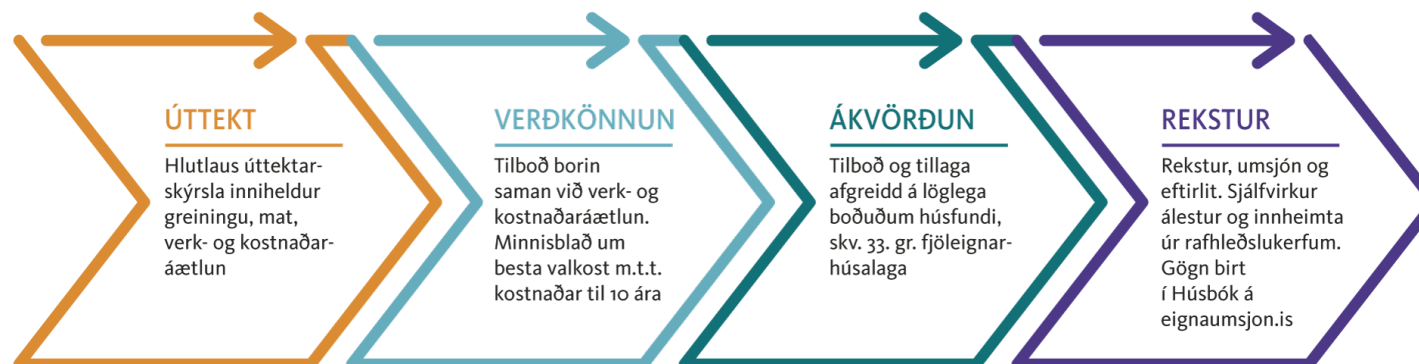 ÚTTEKT
Hlutlaus úttektar-
skýrsla inniheldur
greiningu, mat,
verk- og kostnaðar-
áætlun
VERÐKÖNNUN
Tilboð borin
saman við verk- og
kostnaðaráætlun.
Minnisblað um
besta valkost m.t.t.
kostnaðar til 10 ára
ÁKVÖRÐUN
Tilboð og tillaga
afgreidd á löglega
boðuðum húsfundi,
skv. 33. gr. fjöleignar-
húsalaga
REKSTUR
Rekstur, umsjón og
eftirlit. Sjálfvirkur
álestur og innheimta
úr rafhleðslukerfum.
Gögn birt
í Húsbók á
eignaumsjon.is